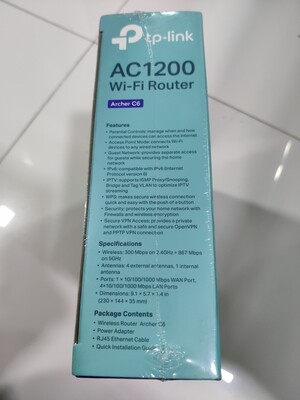 tp-link
AC1200
Wi-Fi Router
Archer C6
Features
• Parental Controls: manage when and how
connected devices can access the internet
• Access Point Mode: connects Wi-Fi
devices to any wired network
• Guest Network: provides separate access
for guests while securing the home
network
• IPv6: compatible with IPv6 (Internet
Protocol version 6)
• IPTV: supports IGMP Proxy/Snooping,
Bridge and Tag VLAN to optimize IPTV
streaming
• WPS: makes secure wireless connection
quick and easy with the push of a button
• Security: protects your home network with
Firewalls and wireless encryption
• Secure VPN Access: provides a private
network with a safe and secure OpenVPN
and PPTP VPN connection
Specifications
• Wireless: 300 Mbps on 2.4GHz + 867 Mbps
on 5GHz
• Antennas: 4 external antennas, 1 internal
antenna
• Ports: 1 × 10/100/1000 Mbps WAN Port,
4×10/100/1000 Mbps LAN Ports
• Dimensions: 9.1 × 5.7 × 1.4 in
(230 × 144 × 35 mm)
Package Contents
• Wireless Router Archer C6
• Power Adapter
• RJ45 Ethernet Cable
• Quick Installation Guide